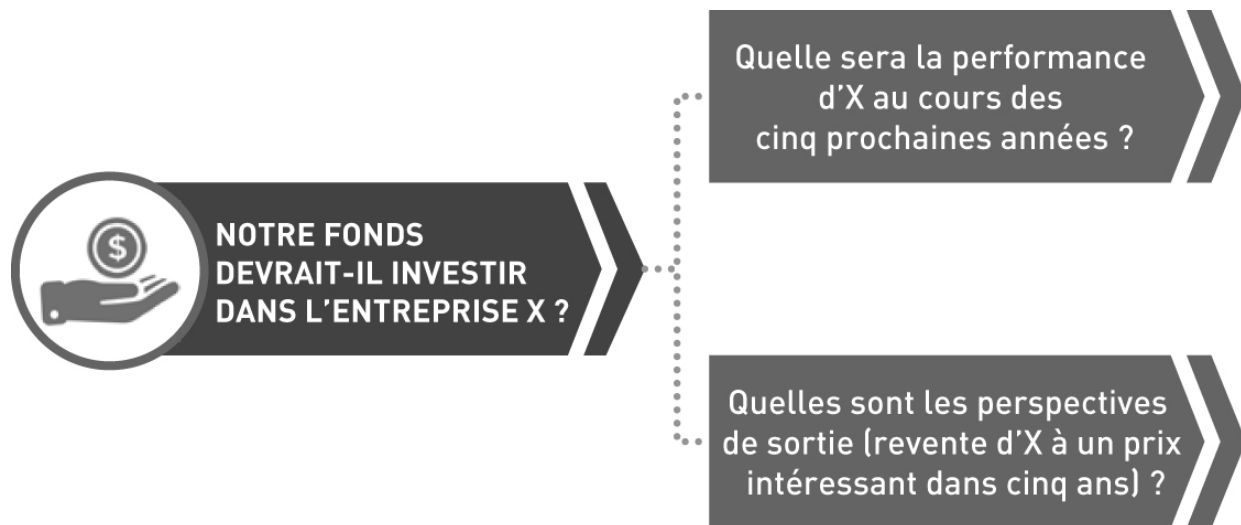 $
NOTRE FONDS
DEVRAIT-IL INVESTIR
DANS L’ENTREPRISE X ?
Quelle sera la performance
d’X au cours des
cinq prochaines années ?
Quelles sont les perspectives
de sortie (revente d’X à un prix
intéressant dans cinq ans) ?